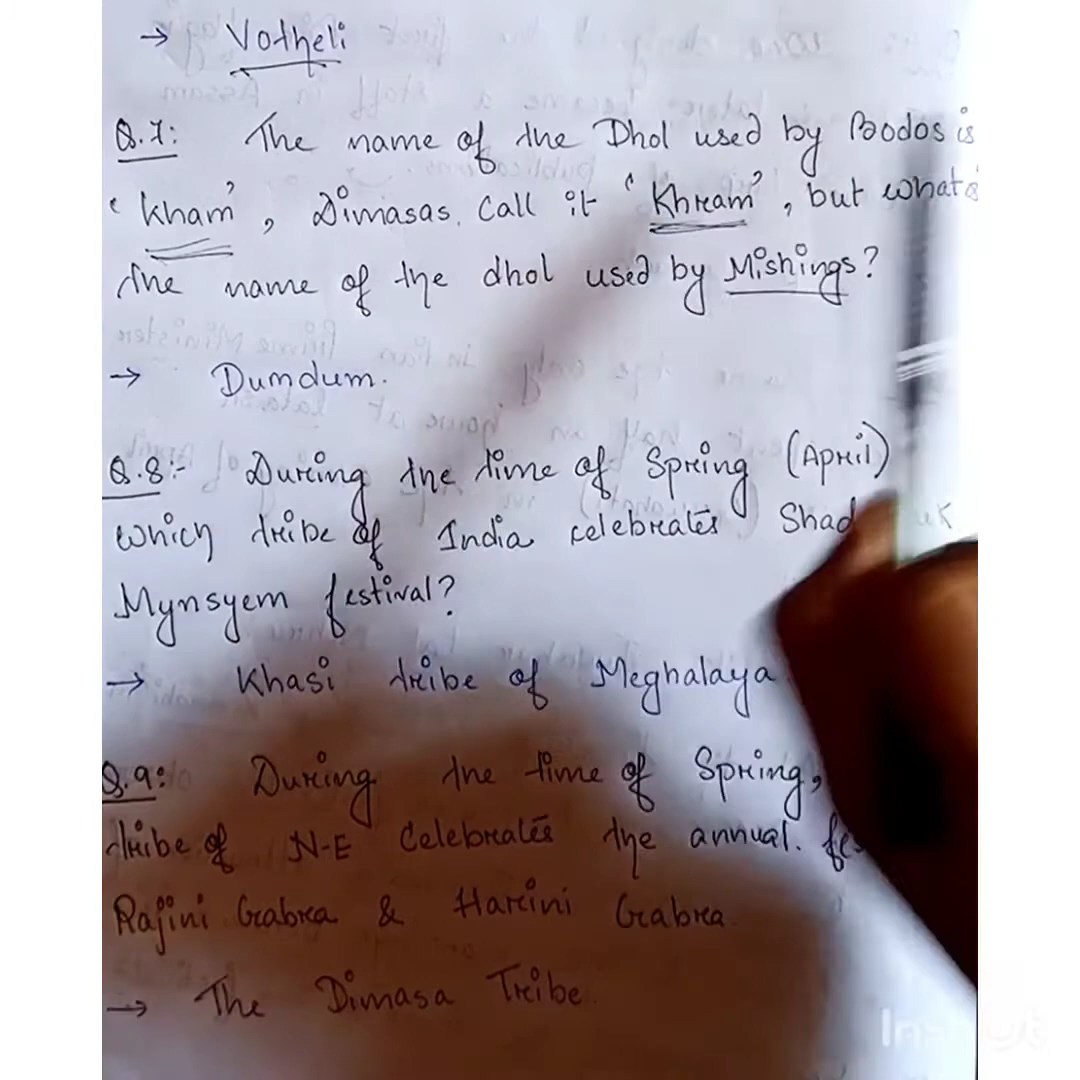 → Votheli
Q.7: The name of the Dhol used by Bodos is
'Kham', Dimasas call it 'Khram', but what's
the name of the dhol used by Mishings?
→ Dumdum.
Q.8:- During the time of Spring (April)
which tribe of India celebrates Shad
Mynsyem festival?
→ Khasi tribe of Meghalaya.
Q.9: During the time of Spring,
tribe of N-E celebrates the annual
Rajini Gabra & Harini Gabra
→ The Dimasa Tribe.